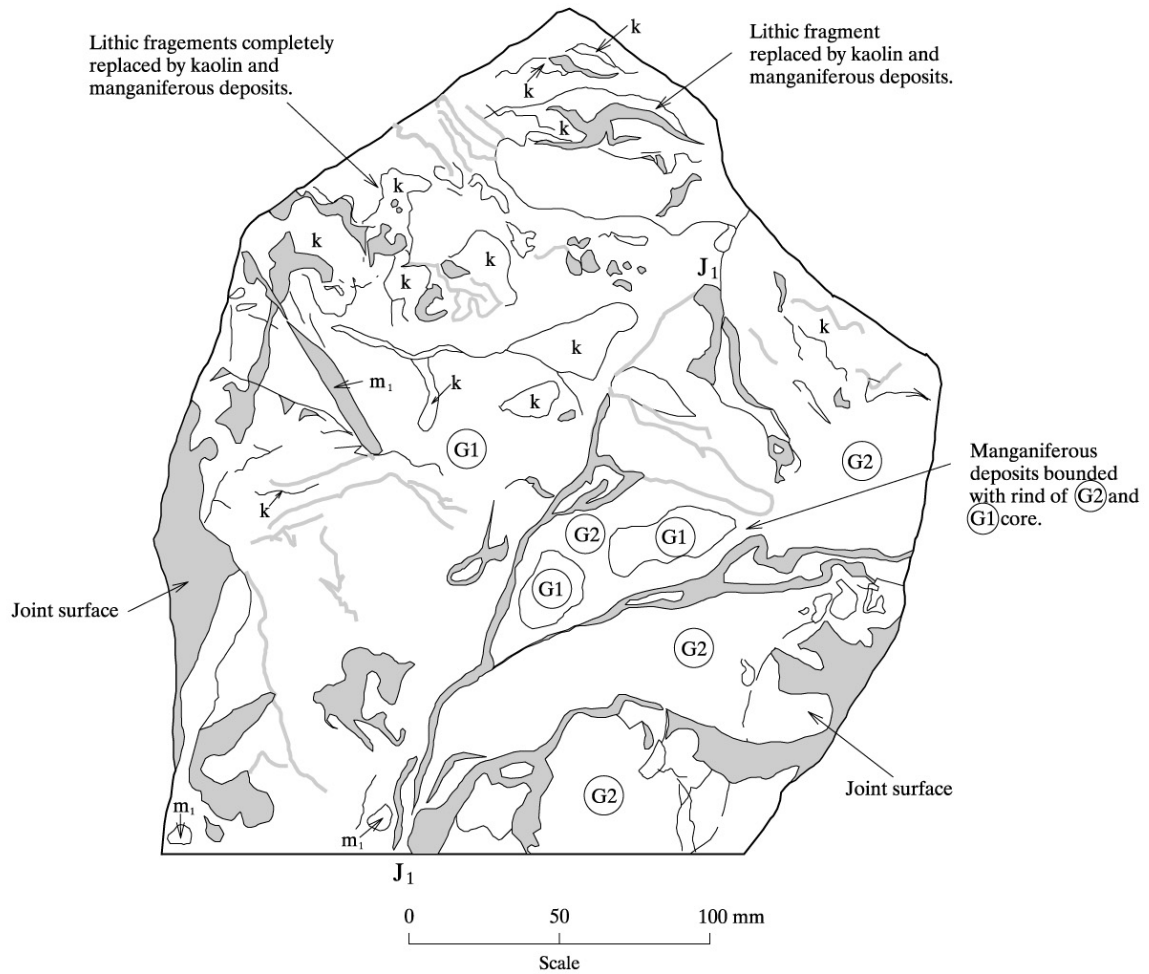 k
Lithic fragements completely
replaced by kaolin and
manganiferous deposits.
Lithic fragment
replaced by kaolin and
manganiferous deposits.
k
k
k
k
k
k
J1
k
k
m1
k
k
G1
G2
Manganiferous
deposits bounded
with rind of G2 and
G1 core.
k
G2
G1
G1
Joint surface
G2
Joint surface
G2
m1
m1
J1
0 50 100 mm
Scale